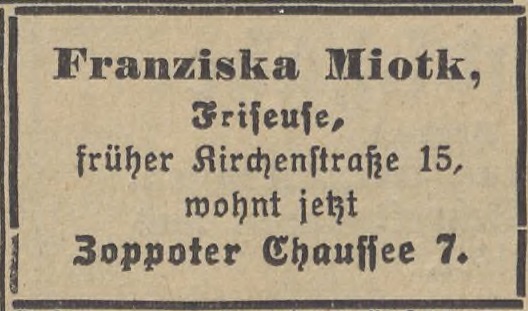 Franziska Miotk,
Friſeuſe,
früher Kirchenſtraße 15,
wohnt jetzt
Zoppoter Chauſſee 7.